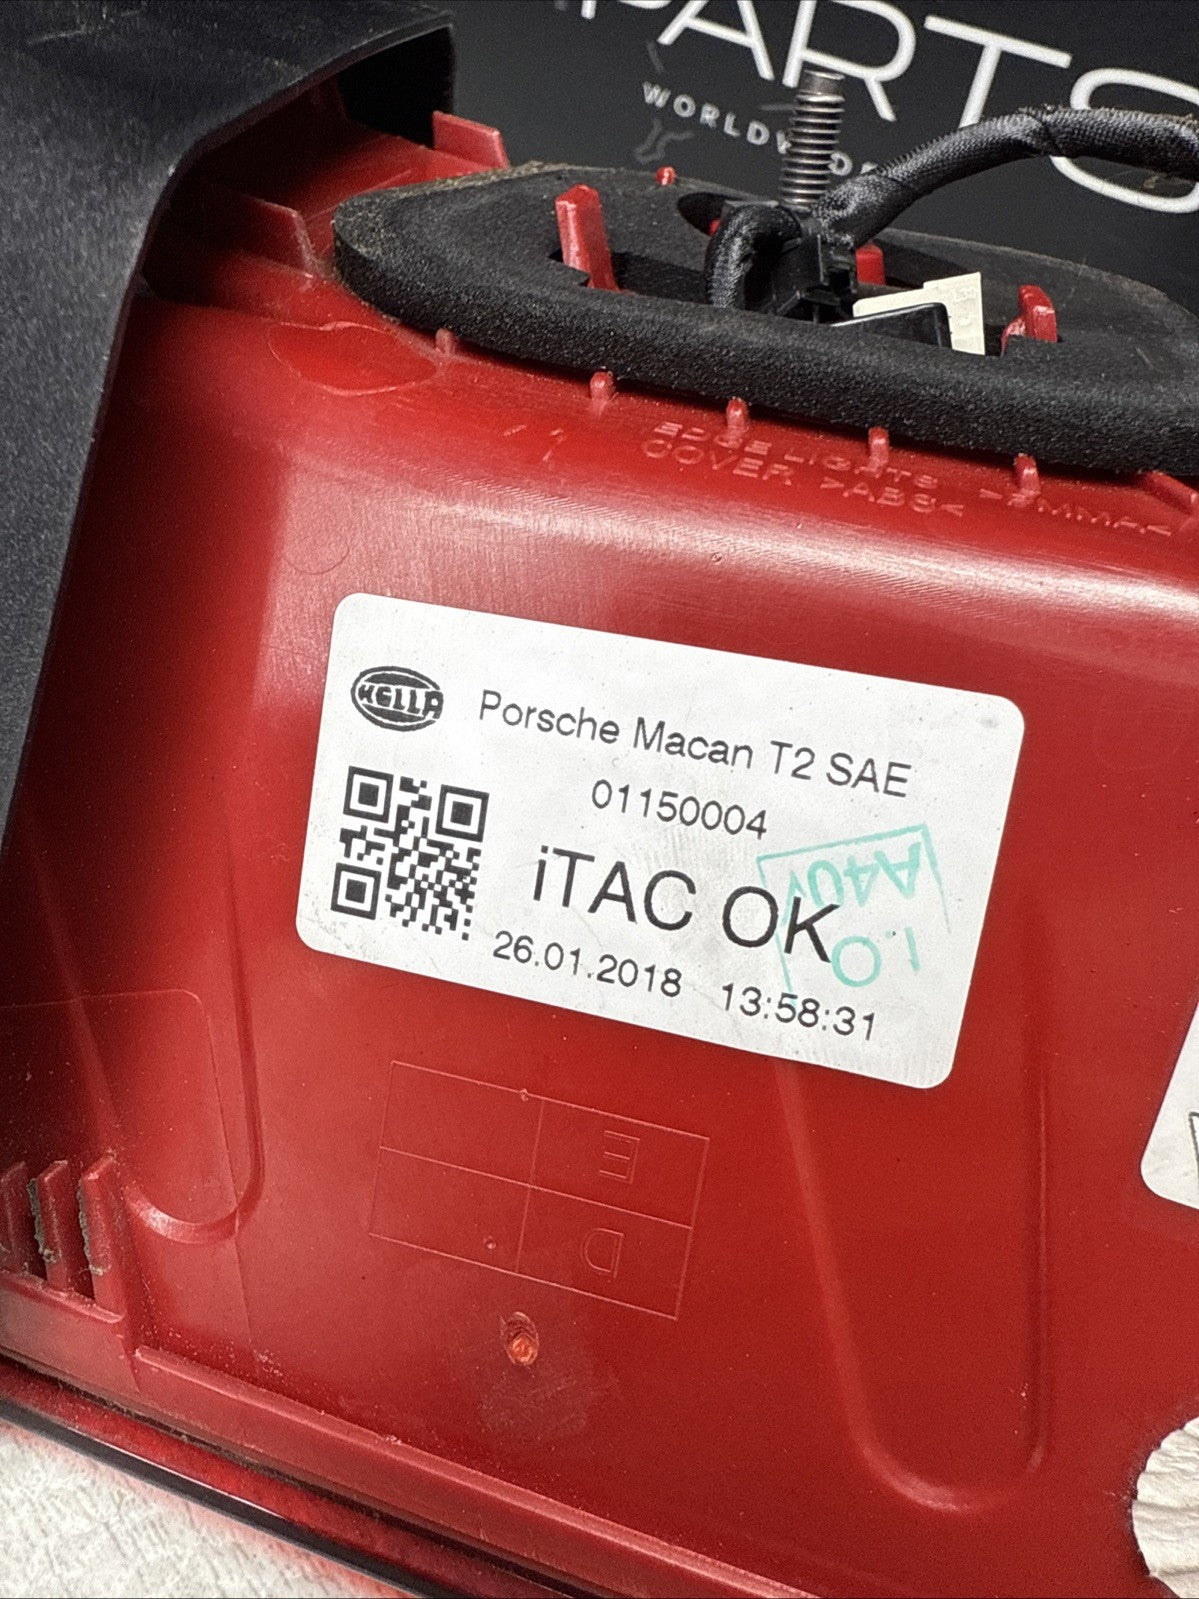 PARTS
WORLDWIDE
EDGE LIGHTS >PMMA<
COVER >ABS<
HELLA
Porsche Macan T2 SAE
01150004
iTAC OK
26.01.2018 13:58:31
E
D